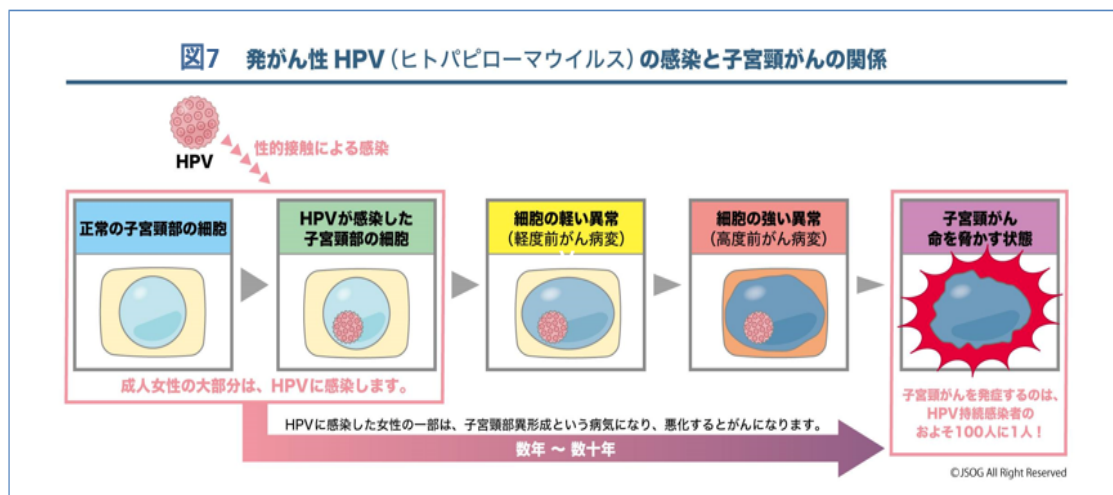 図7 発がん性 HPV(ヒトパピローマウイルス)の感染と子宮頸がんの関係
HPV
性的接触による感染
正常の子宮頸部の細胞
HPVが感染した
子宮頸部の細胞
細胞の軽い異常
(軽度前がん病変)
細胞の強い異常
(高度前がん病変)
子宮頸がん
命を脅かす状態
成人女性の大部分は、HPVに感染します。
子宮頸がんを発症するのは、
HPV持続感染者の
およそ100人に1人!
HPVに感染した女性の一部は、子宮頸部異形成という病気になり、悪化するとがんになります。
数年 〜 数十年
©JSOG All Right Reserved